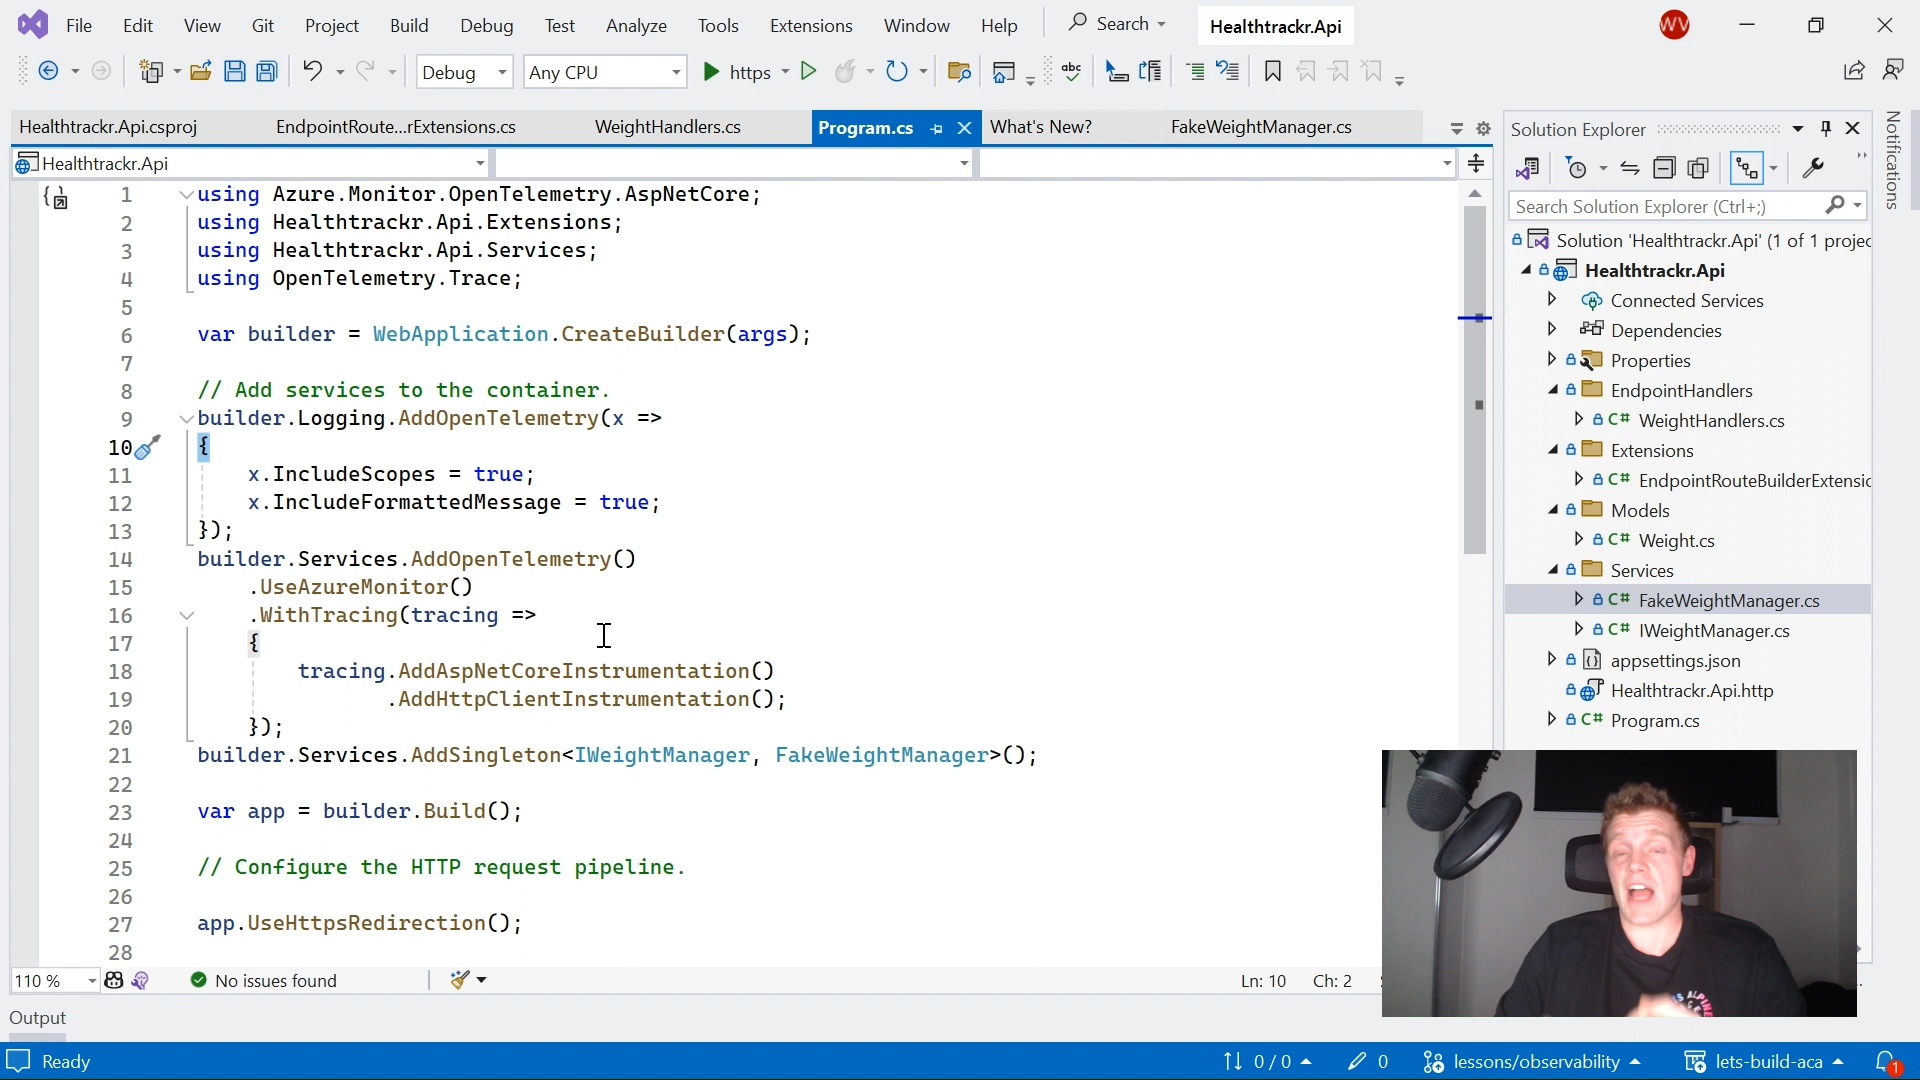 File Edit View Git Project Build Debug Test Analyze Tools Extensions Window Help Search Healthtrackr.Api WV
Debug Any CPU https abc
Healthtrackr.Api.csproj EndpointRoute...rExtensions.cs WeightHandlers.cs Program.cs What's New? FakeWeightManager.cs
Healthtrackr.Api
1 using Azure.Monitor.OpenTelemetry.AspNetCore;
2 using Healthtrackr.Api.Extensions;
3 using Healthtrackr.Api.Services;
4 using OpenTelemetry.Trace;
5
6 var builder = WebApplication.CreateBuilder(args);
7
8 // Add services to the container.
9 builder.Logging.AddOpenTelemetry(x =>
10 {
11 x.IncludeScopes = true;
12 x.IncludeFormattedMessage = true;
13 });
14 builder.Services.AddOpenTelemetry()
15 .UseAzureMonitor()
16 .WithTracing(tracing =>
17 {
18 tracing.AddAspNetCoreInstrumentation()
19 .AddHttpClientInstrumentation();
20 });
21 builder.Services.AddSingleton<IWeightManager, FakeWeightManager>();
22
23 var app = builder.Build();
24
25 // Configure the HTTP request pipeline.
26
27 app.UseHttpsRedirection();
28
110 % No issues found Ln: 10 Ch: 2
Output
Solution Explorer
Search Solution Explorer (Ctrl+;)
Solution 'Healthtrackr.Api' (1 of 1 projec
Healthtrackr.Api
Connected Services
Dependencies
Properties
EndpointHandlers
C# WeightHandlers.cs
Extensions
C# EndpointRouteBuilderExtensic
Models
C# Weight.cs
Services
C# FakeWeightManager.cs
C# IWeightManager.cs
appsettings.json
Healthtrackr.Api.http
C# Program.cs
Notifications
Ready 0 / 0 0 lessons/observability lets-build-aca 1